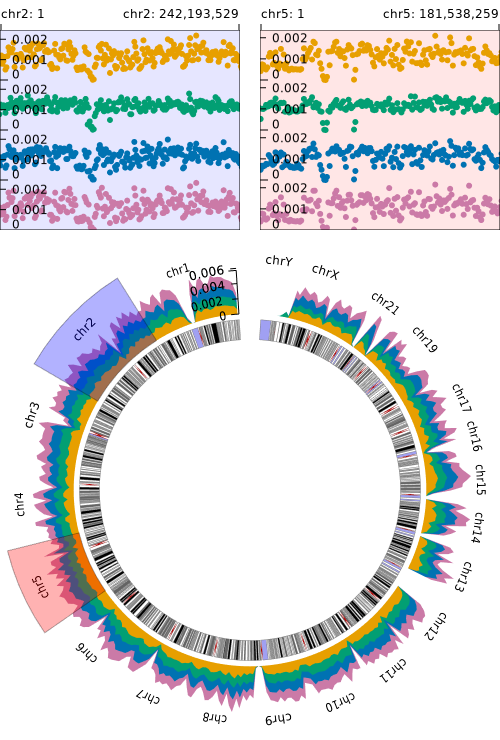 chr2: 1 chr2: 242,193,529
0.002
0.001
0
0.002
0.001
0
0.002
0.001
0
0.002
0.001
0
chr5: 1 chr5: 181,538,259
0.002
0.001
0
0.002
0.001
0
0.002
0.001
0
0.002
0.001
0
chr1
0.006
0.004
0.002
0
chrY
chrX
chr21
chr19
chr17
chr16
chr15
chr14
chr13
chr12
chr11
chr10
chr9
chr8
chr7
chr6
chr5
chr4
chr3
chr2